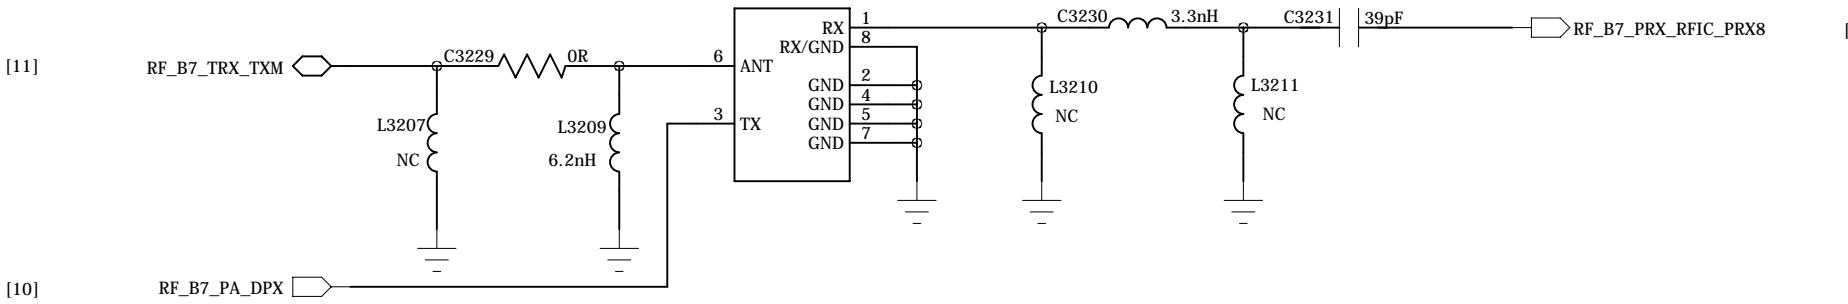 1
C3230
3.3nH
C3231
39pF
RX
RF_B7_PRX_RFIC_PRX8
[
8
RX/GND
C3229
0R
6
[11]
RF_B7_TRX_TXM
ANT
2
GND
L3210
L3211
4
GND
3
5
NC
NC
L3207
L3209
TX
GND
7
GND
NC
6.2nH
[10]
RF_B7_PA_DPX